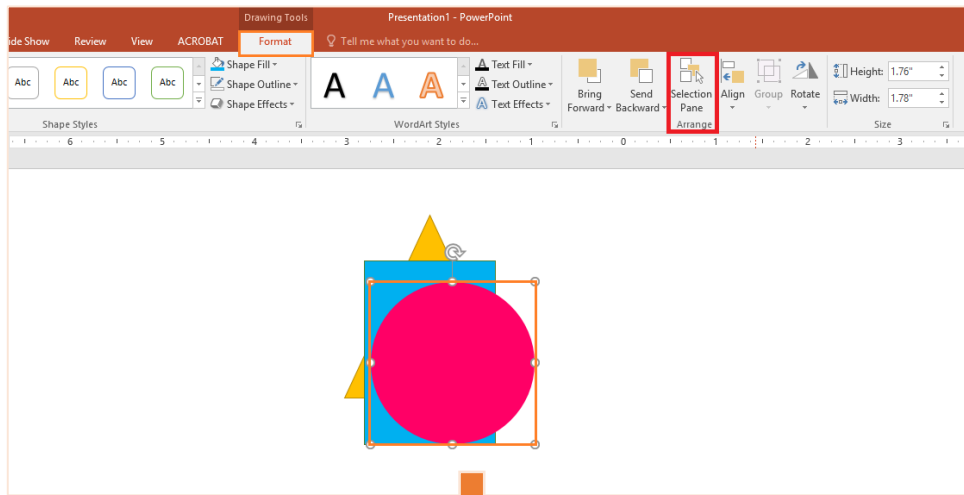 Drawing Tools Presentation1 - PowerPoint
ide Show Review View ACROBAT Format Tell me what you want to do...
Abc Abc Abc Abc
Shape Fill
Shape Outline
Shape Effects
Shape Styles
A A A
A Text Fill
A Text Outline
A Text Effects
WordArt Styles
Bring Forward
Send Backward
Selection Pane
Align
Group
Rotate
Arrange
Height: 1.76"
Width: 1.78"
Size
6 5 4 3 2 1 0 1 2 3